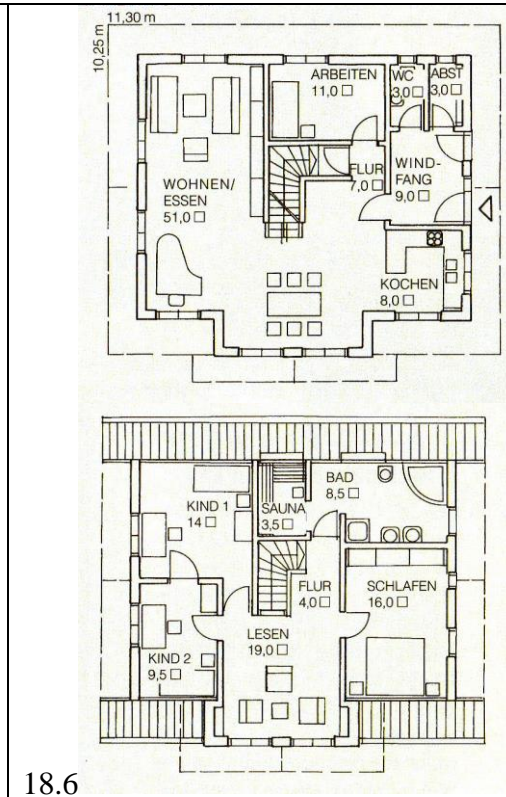 11,30 m
10,25 m
ARBEITEN
11,0 □
WC
3,0 □
ABST
3,0 □
FLUR
7,0 □
WIND-
FANG
9,0 □
WOHNEN/
ESSEN
51,0 □
KOCHEN
8,0 □
BAD
8,5 □
KIND 1
14 □
SAUNA
3,5 □
FLUR
4,0 □
SCHLAFEN
16,0 □
LESEN
19,0 □
KIND 2
9,5 □
18.6